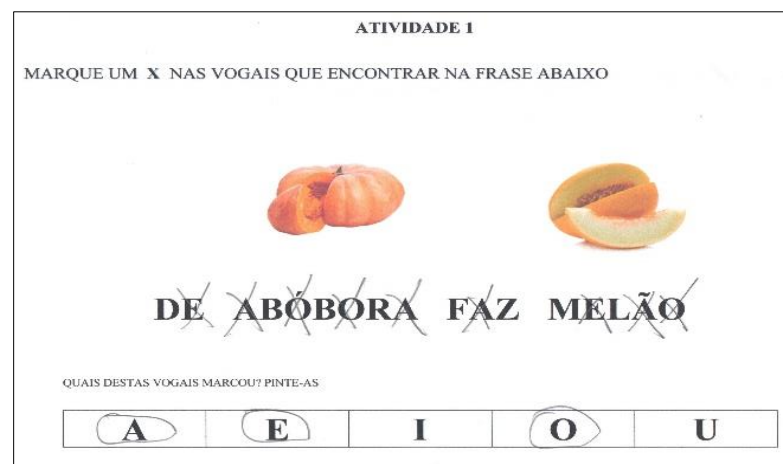 ATIVIDADE 1
MARQUE UM X NAS VOGAIS QUE ENCONTRAR NA FRASE ABAIXO
DE ABÓBORA FAZ MELÃO
QUAIS DESTAS VOGAIS MARCOU? PINTE-AS
A E I O U